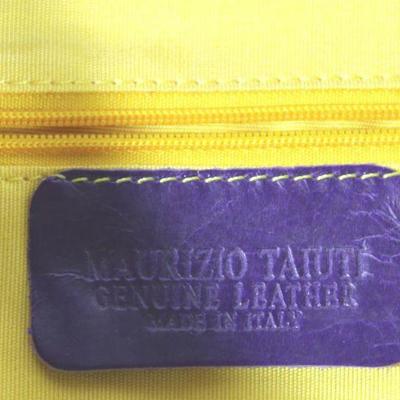 MAURIZIO TAIUTI
GENUINE LEATHER
MADE IN ITALY